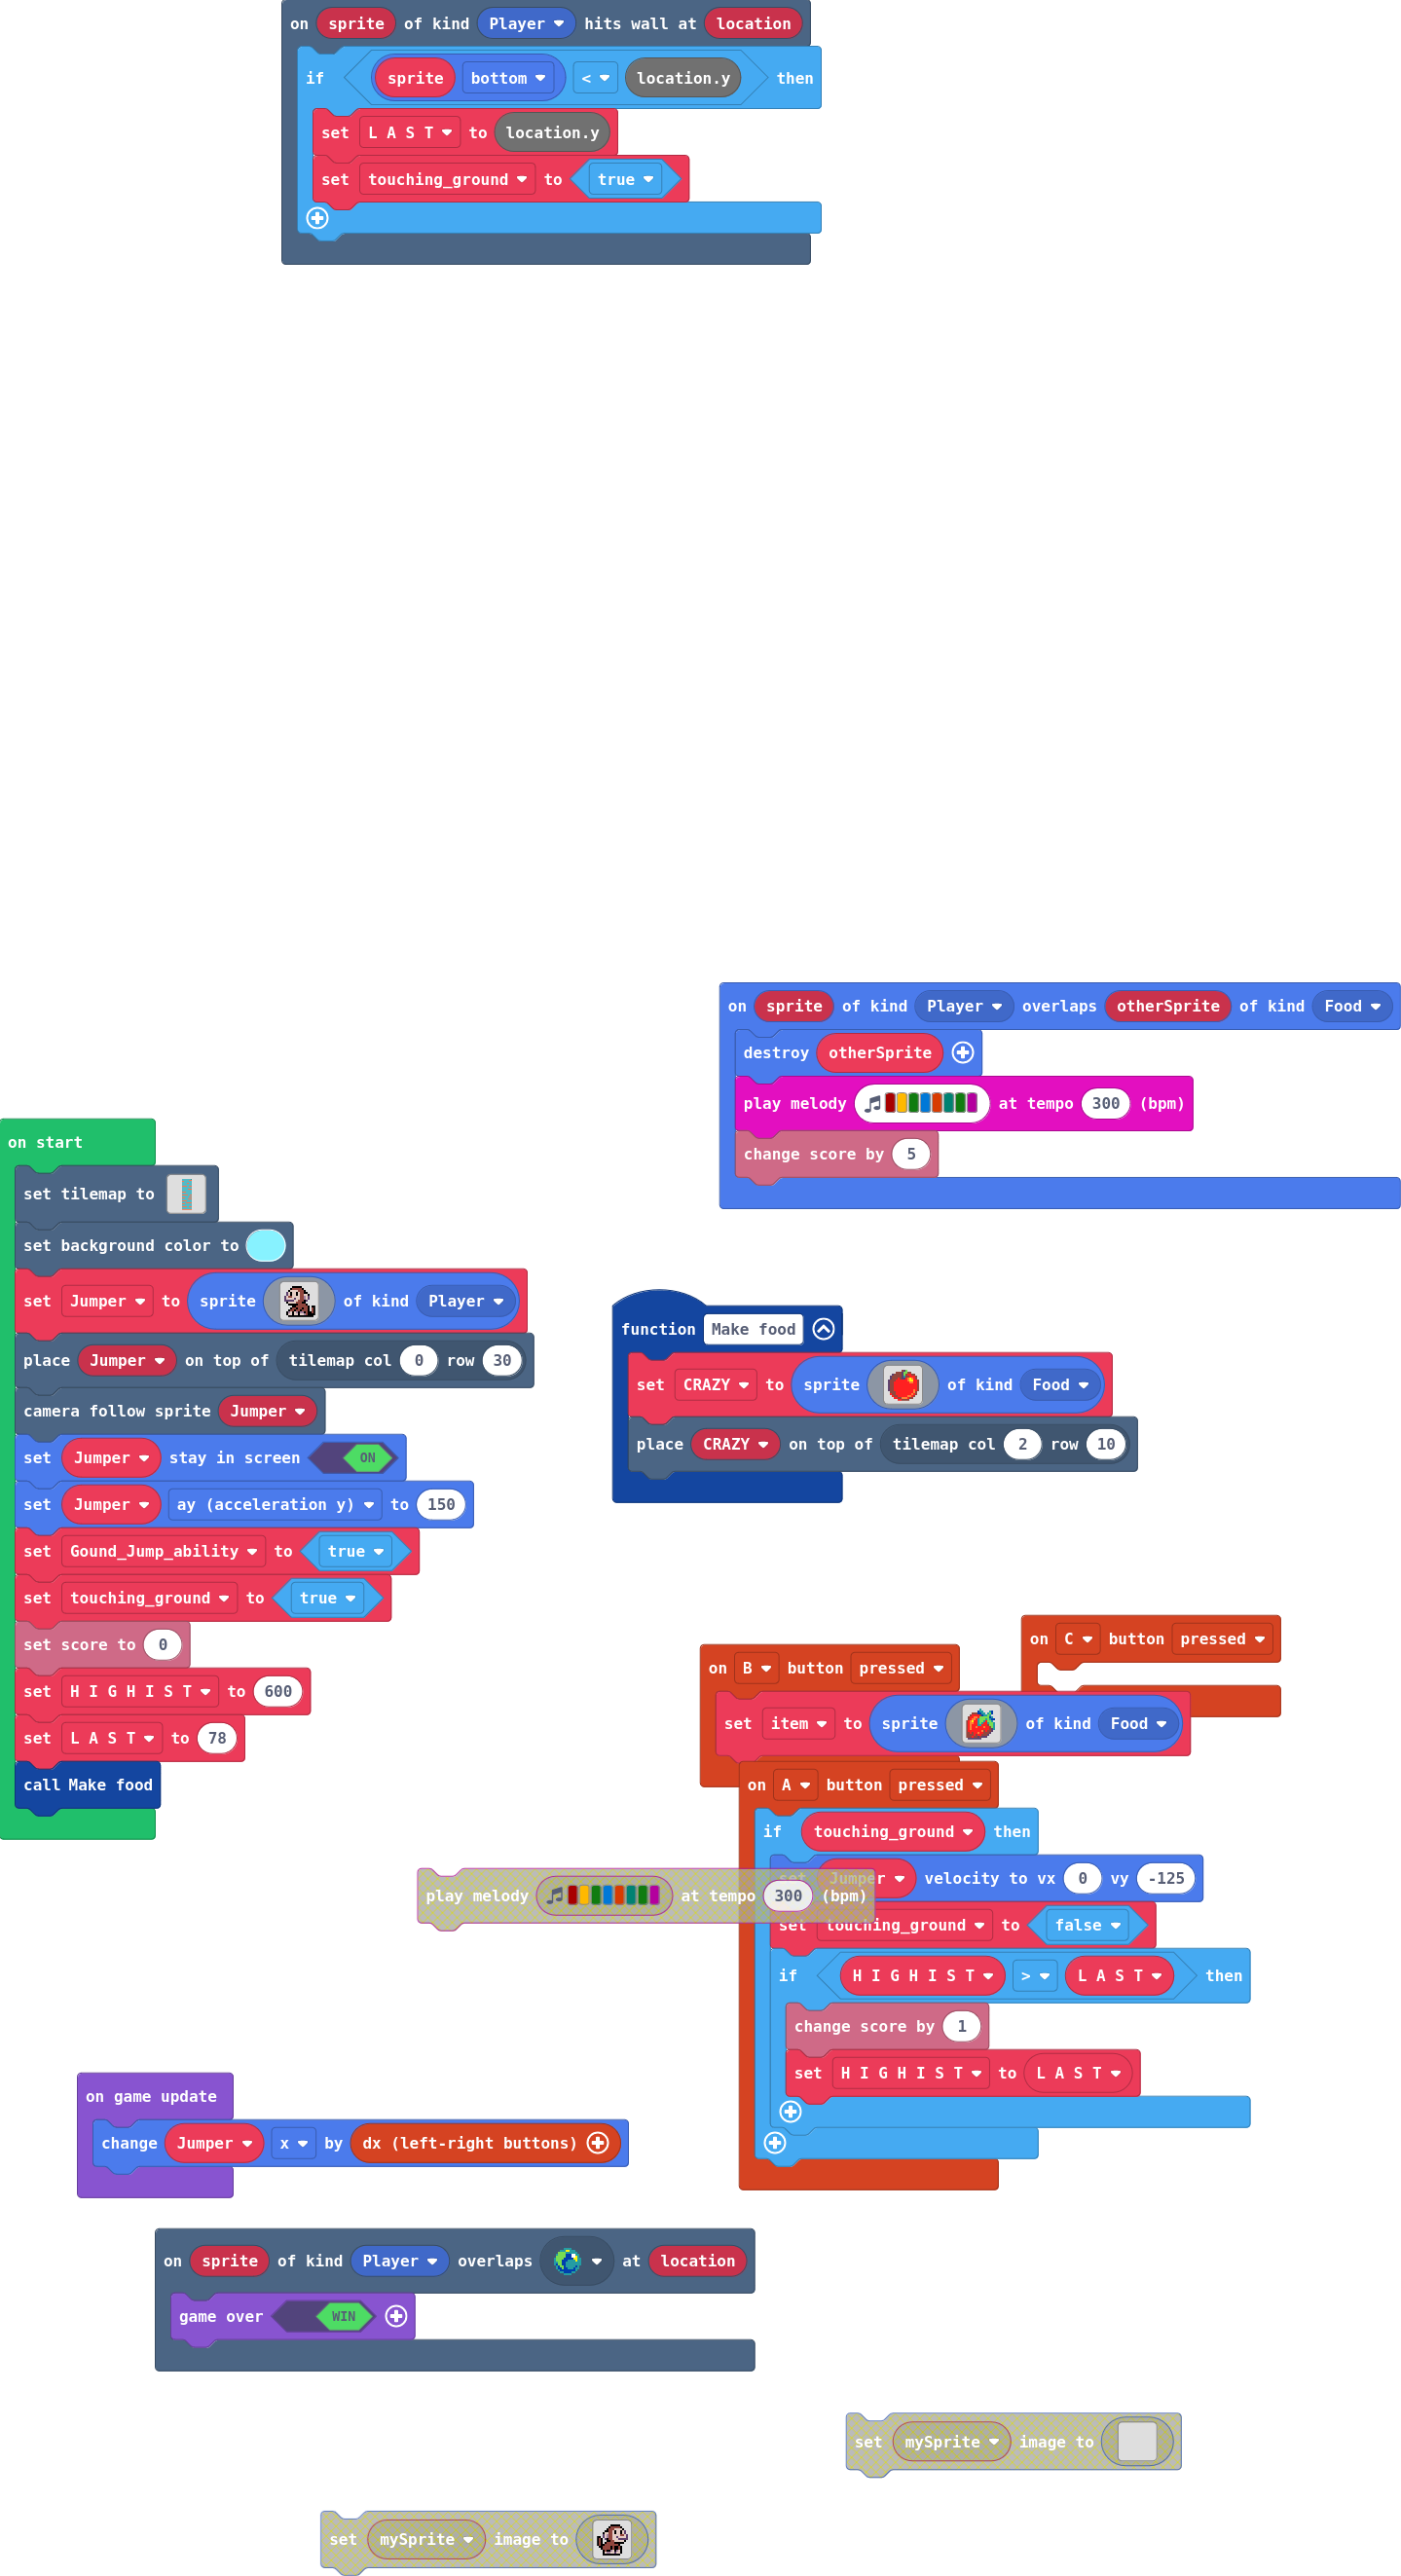 on sprite of kind Player hits wall at location
if sprite bottom < location.y then
set L A S T to location.y
set touching_ground to true
on sprite of kind Player overlaps otherSprite of kind Food
destroy otherSprite
play melody at tempo 300 (bpm)
change score by 5
on start
set tilemap to
set background color to
set Jumper to sprite of kind Player
place Jumper on top of tilemap col 0 row 30
camera follow sprite Jumper
set Jumper stay in screen ON
set Jumper ay (acceleration y) to 150
set Gound_Jump_ability to true
set touching_ground to true
set score to 0
set H I G H I S T to 600
set L A S T to 78
call Make food
function Make food
set CRAZY to sprite of kind Food
place CRAZY on top of tilemap col 2 row 10
on C button pressed
on B button pressed
set item to sprite of kind Food
on A button pressed
if touching_ground then
set Jumper velocity to vx 0 vy -125
play melody at tempo 300 (bpm)
set touching_ground to false
if H I G H I S T > L A S T then
change score by 1
set H I G H I S T to L A S T
on game update
change Jumper x by dx (left-right buttons)
on sprite of kind Player overlaps at location
game over WIN
set mySprite image to
set mySprite image to